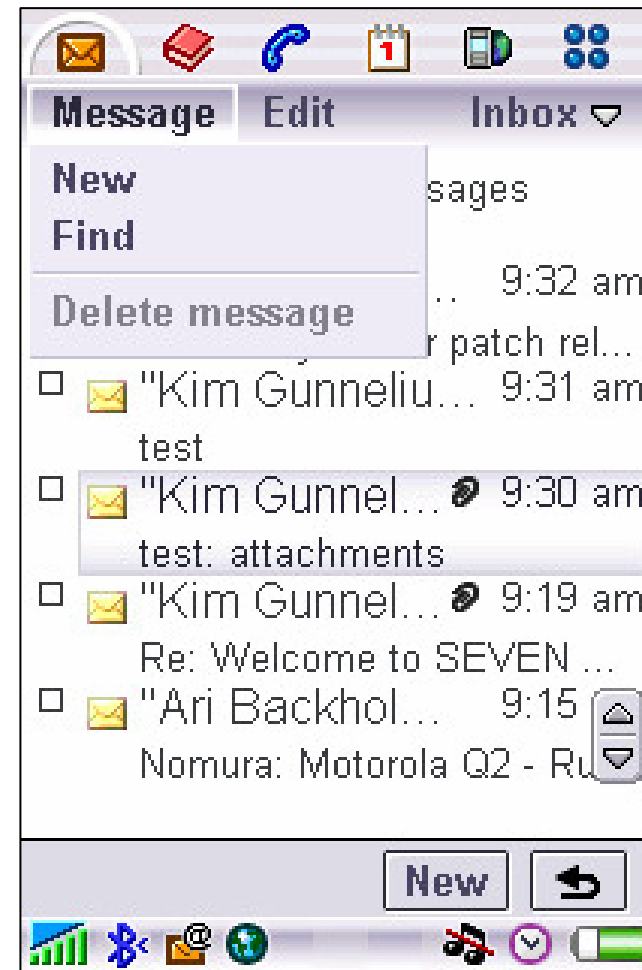 1
Message Edit Inbox
New
sages
Find
.. 9:32 am
Delete message
r patch rel...
"Kim Gunneliu... 9:31 am
test
"Kim Gunnel... 9:30 am
test: attachments
"Kim Gunnel... 9:19 am
Re: Welcome to SEVEN ...
"Ari Backhol... 9:15
Nomura: Motorola Q2 - Ru
New
@